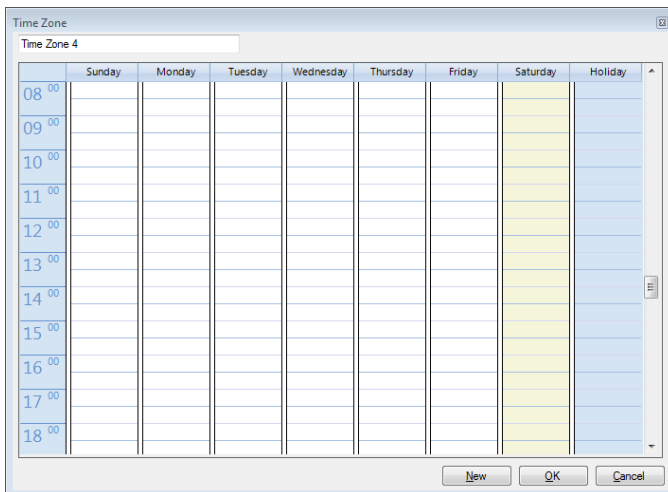 Time Zone
Time Zone 4
Sunday Monday Tuesday Wednesday Thursday Friday Saturday Holiday
08 00
09 00
10 00
11 00
12 00
13 00
14 00
15 00
16 00
17 00
18 00
New OK Cancel